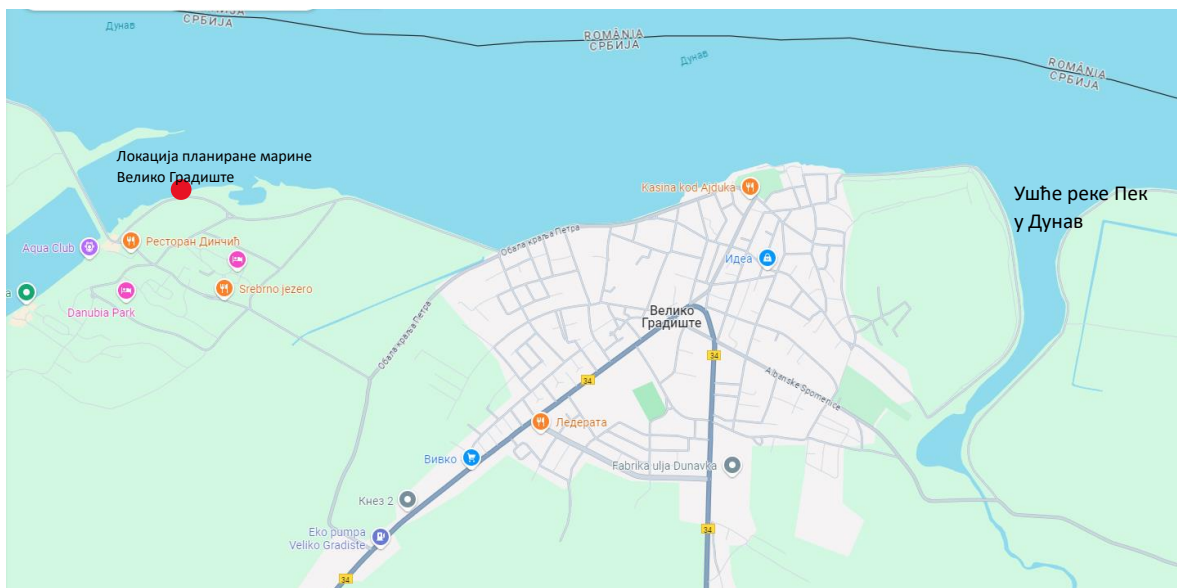 Дунав
СРБИЈА
ROMÂNIA
СРБИЈА
Дунав
ROMÂNIA
СРБИЈА
Локација планиране марине
Велико Градиште
Kasina kod Ajduka
Ушће реке Пек
у Дунав
Aqua Club
Ресторан Динчић
Обала краља Петра
Идеа
a
Srebrno jezero
Danubia Park
Велико
Градиште
Обала краља Петра
34
34
Albanske Spomenice
Ледерата
Вивко
Fabrika ulja Dunavka
Кнез 2
Eko pumpa
Veliko Gradište
34
34